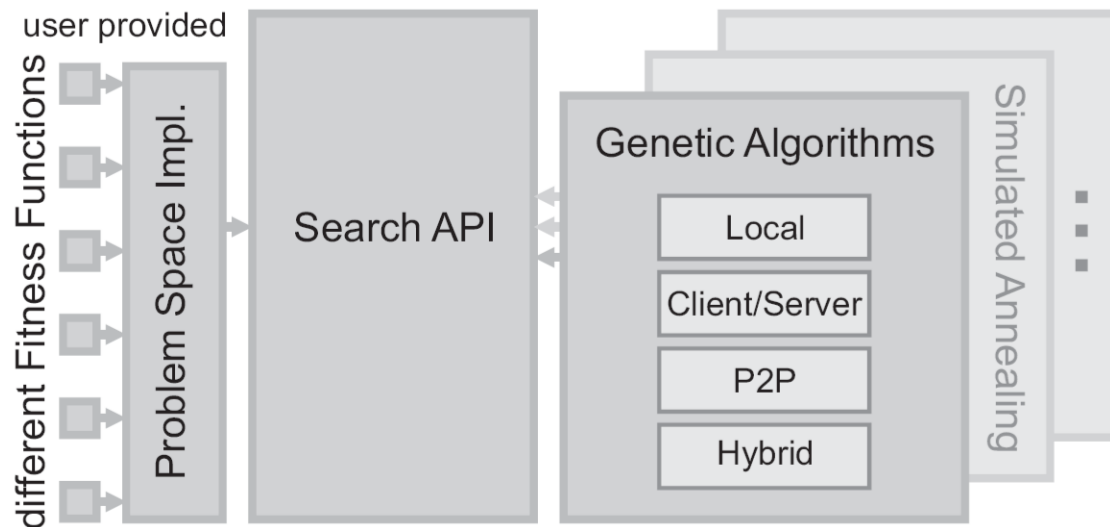 user provided
different Fitness Functions
Problem Space Impl.
Search API
Genetic Algorithms
Local
Client/Server
P2P
Hybrid
Simulated Annealing
...